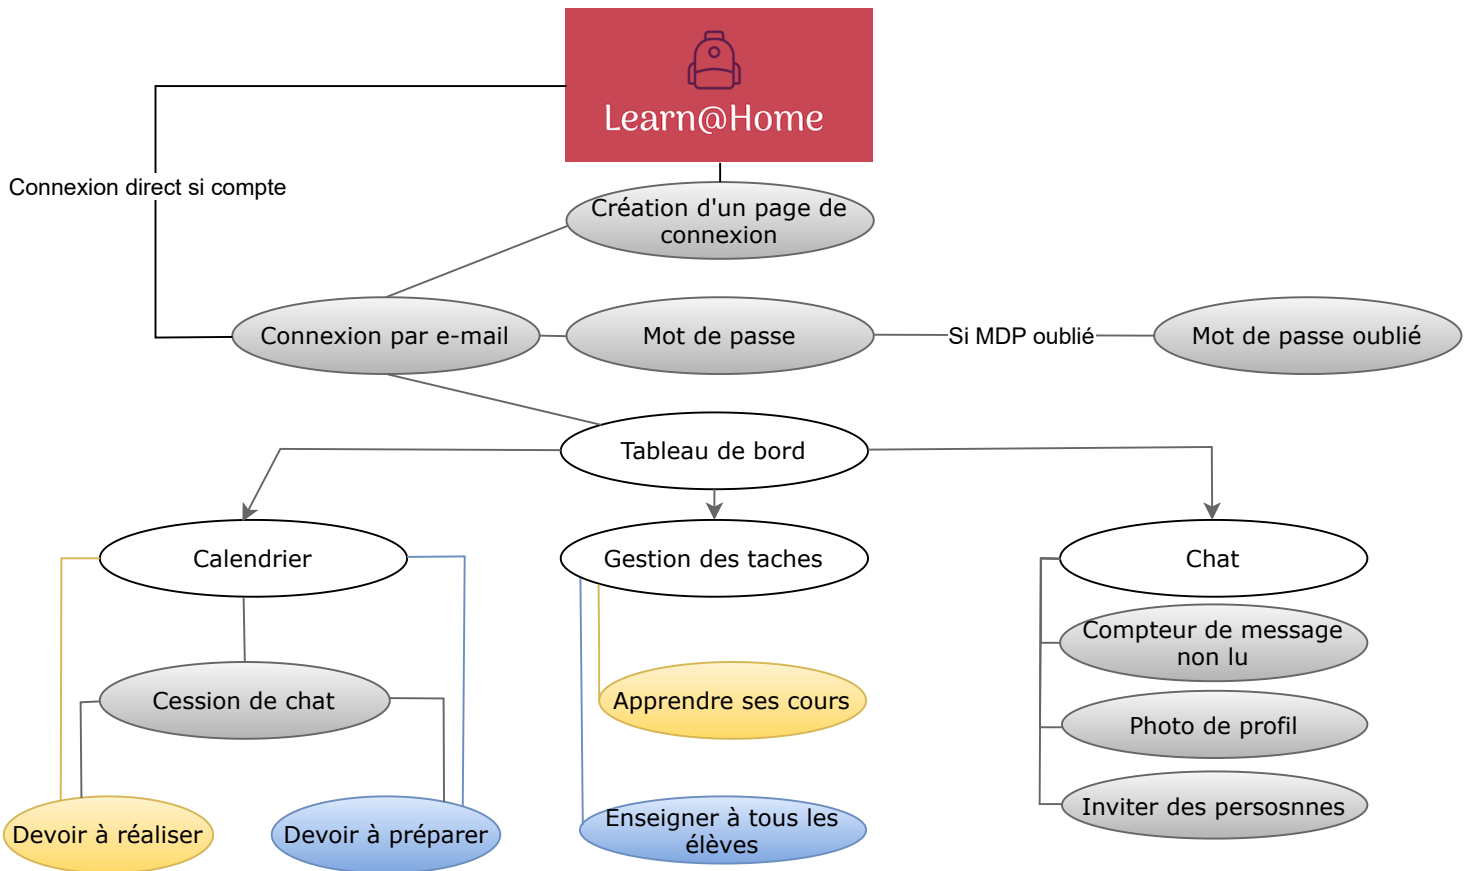 Learn@Home
Connexion direct si compte
Création d'un page de
connexion
Connexion par e-mail
Mot de passe
Si MDP oublié
Mot de passe oublié
Tableau de bord
Calendrier
Gestion des taches
Chat
Compteur de message
non lu
Cession de chat
Apprendre ses cours
Photo de profil
Devoir à réaliser
Devoir à préparer
Enseigner à tous les
élèves
Inviter des persosnnes